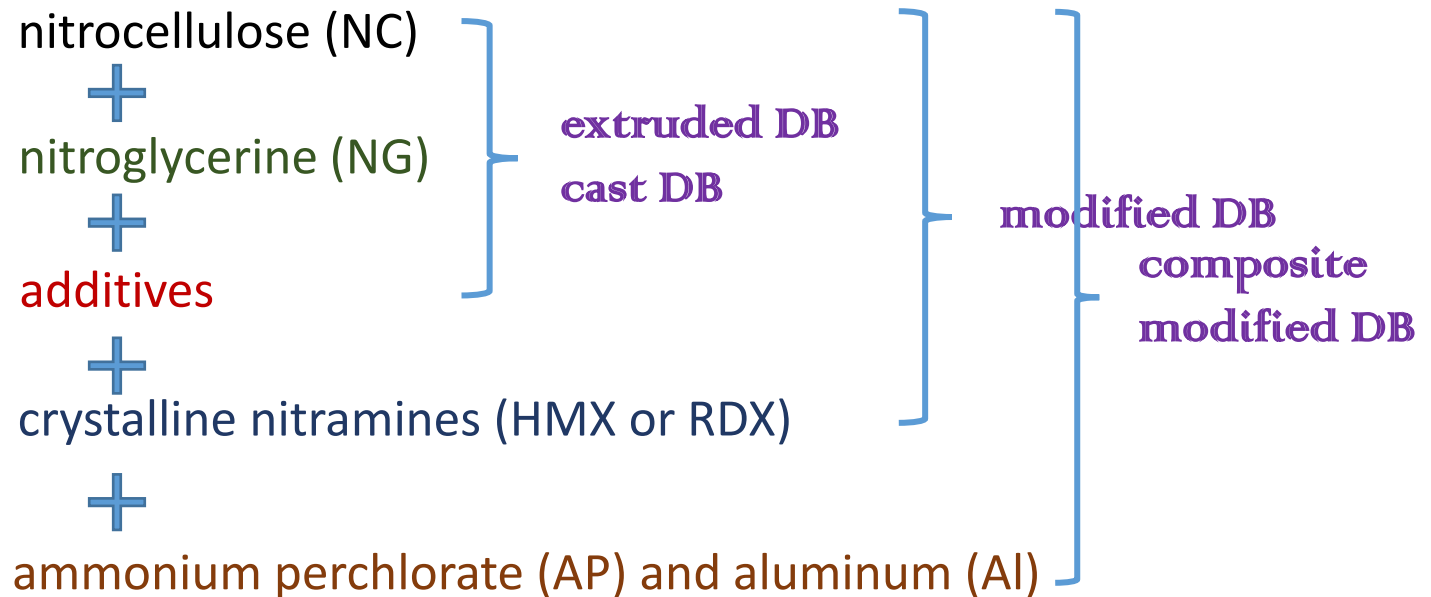 nitrocellulose (NC)
+
nitroglycerine (NG)
+
additives
+
crystalline nitramines (HMX or RDX)
+
ammonium perchlorate (AP) and aluminum (Al)
extruded DB
cast DB
modified DB
composite
modified DB